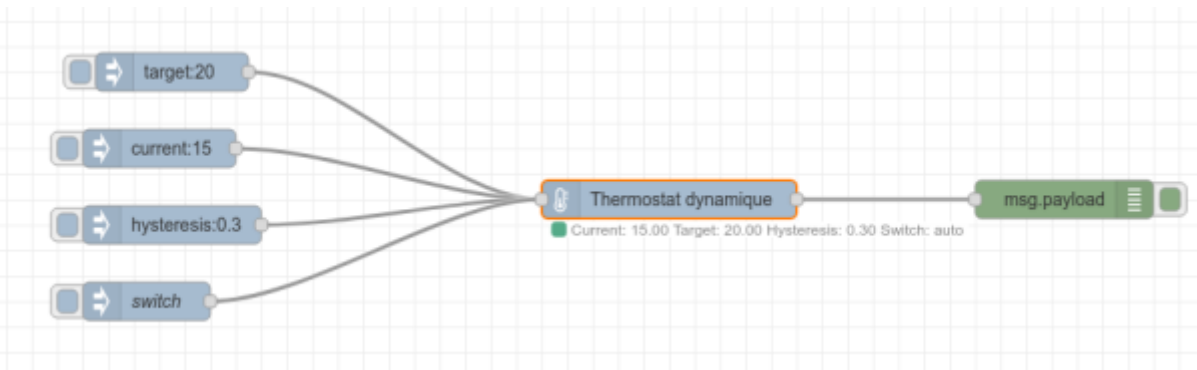 target:20
current:15
hysteresis:0.3
switch
Thermostat dynamique
Current: 15.00 Target: 20.00 Hysteresis: 0.30 Switch: auto
msg.payload